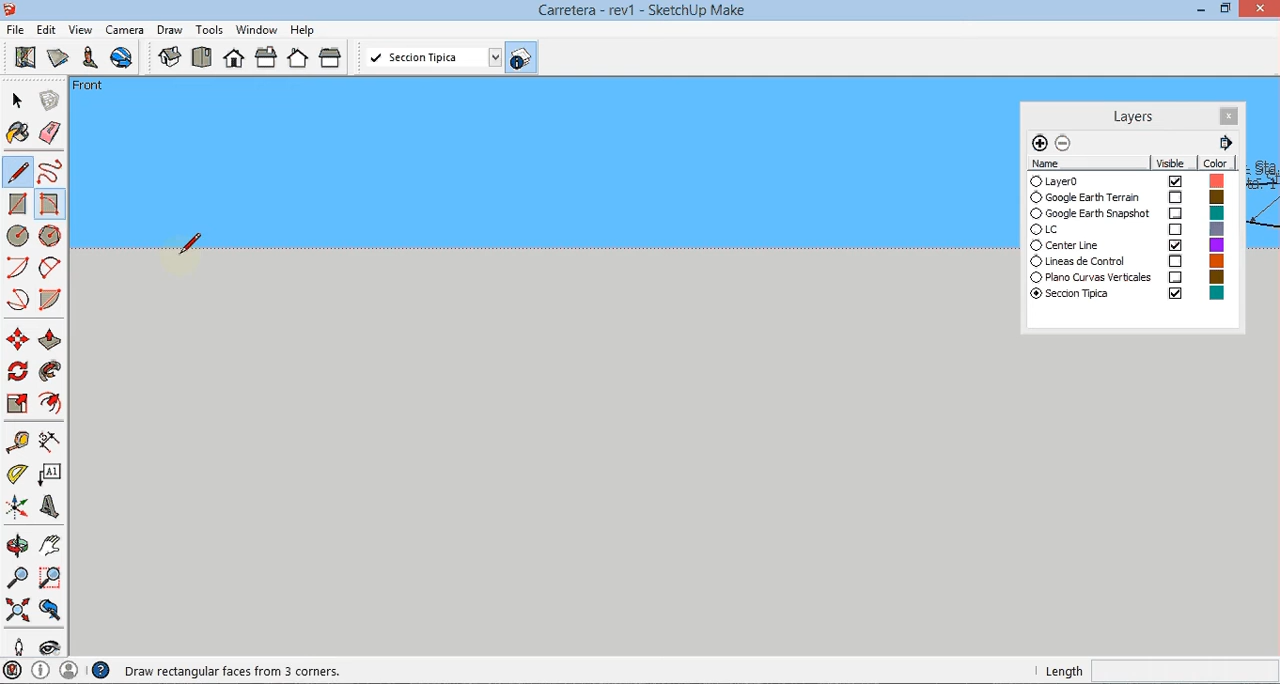 Carretera - rev1 - SketchUp Make
File Edit View Camera Draw Tools Window Help
Seccion Tipica
Front
Layers
Name Visible Color
Layer0
Google Earth Terrain
Google Earth Snapshot
LC
Center Line
Lineas de Control
Plano Curvas Verticales
Seccion Tipica
A1
Draw rectangular faces from 3 corners.
Length